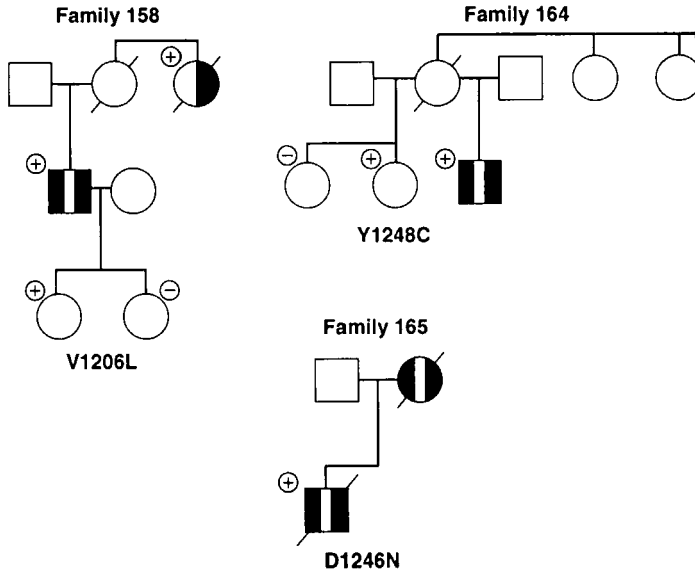 Family 158
Family 164
+
- + +
+
Y1248C
+ -
V1206L
Family 165
+
D1246N